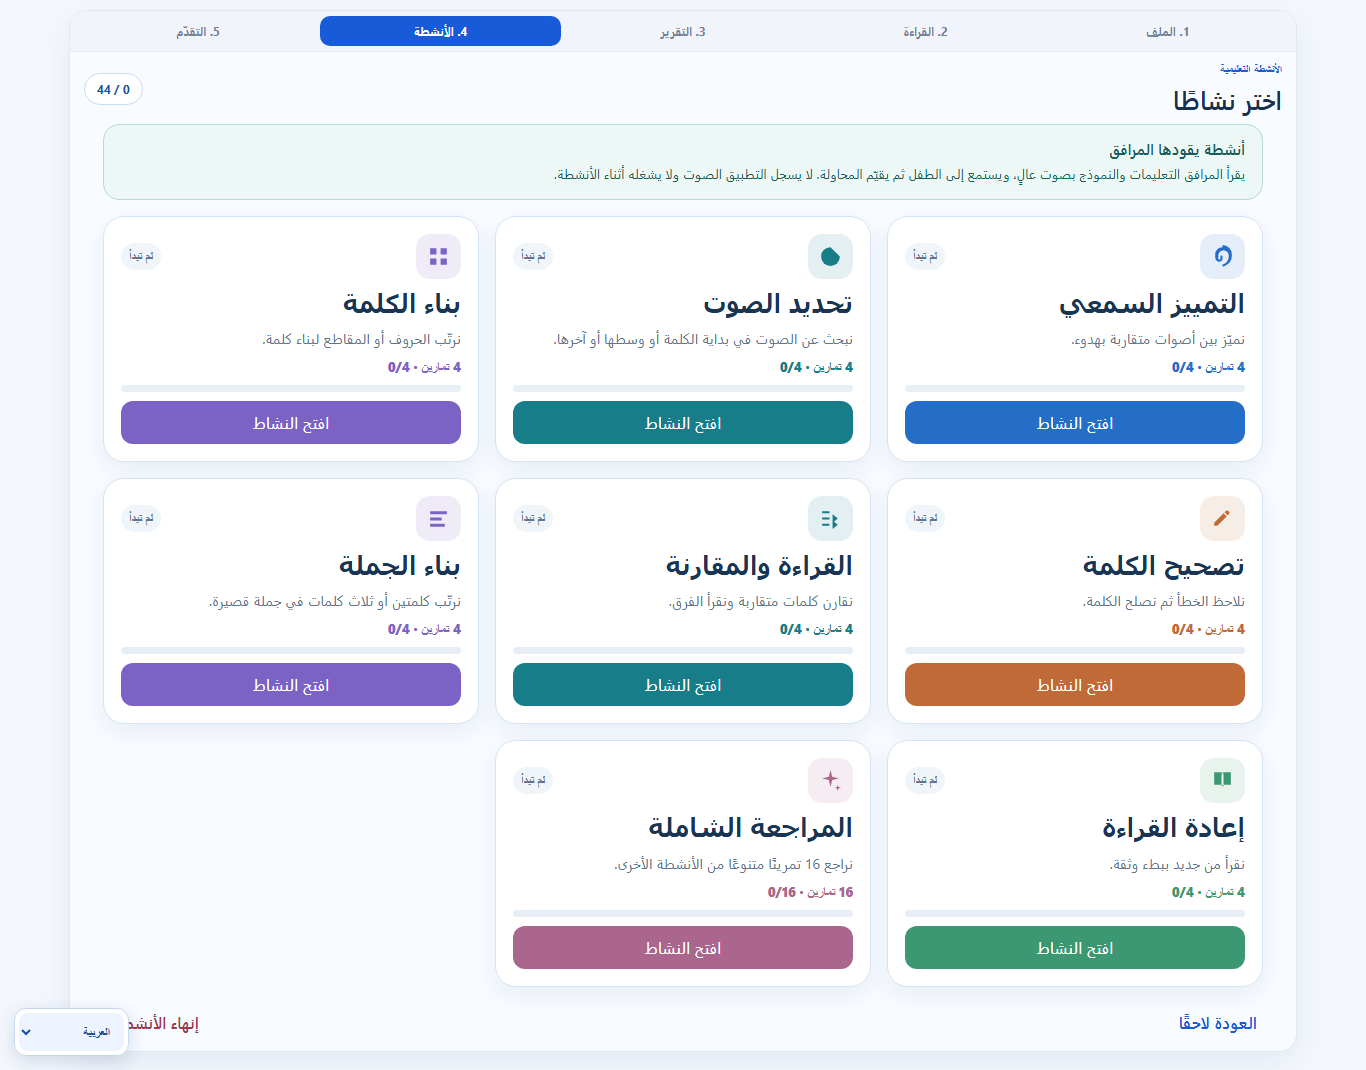 1. الملف
2. القراءة
3. التقرير
4. الأنشطة
5. التقدّم
الأنشطة التعليمية
اختر نشاطًا
44 / 0
أنشطة يقودها المرافق
يقرأ المرافق التعليمات والنموذج بصوت عالٍ، ويستمع إلى الطفل ثم يقيّم المحاولة. لا يسجل التطبيق الصوت ولا يشغله أثناء الأنشطة.
لم تبدأ
التمييز السمعي
نميّز بين أصوات متقاربة بهدوء.
4 تمارين • 0/4
افتح النشاط
لم تبدأ
تحديد الصوت
نبحث عن الصوت في بداية الكلمة أو وسطها أو آخرها.
4 تمارين • 0/4
افتح النشاط
لم تبدأ
بناء الكلمة
نرتّب الحروف أو المقاطع لبناء كلمة.
4 تمارين • 0/4
افتح النشاط
لم تبدأ
تصحيح الكلمة
نلاحظ الخطأ ثم نصلح الكلمة.
4 تمارين • 0/4
افتح النشاط
لم تبدأ
القراءة والمقارنة
نقارن كلمات متقاربة ونقرأ الفرق.
4 تمارين • 0/4
افتح النشاط
لم تبدأ
بناء الجملة
نرتّب كلمتين أو ثلاث كلمات في جملة قصيرة.
4 تمارين • 0/4
افتح النشاط
لم تبدأ
إعادة القراءة
نقرأ من جديد ببطء وثقة.
4 تمارين • 0/4
افتح النشاط
لم تبدأ
المراجعة الشاملة
نراجع 16 تمرينًا متنوعًا من الأنشطة الأخرى.
16 تمارين • 0/16
افتح النشاط
العودة لاحقًا
إنهاء
العربية